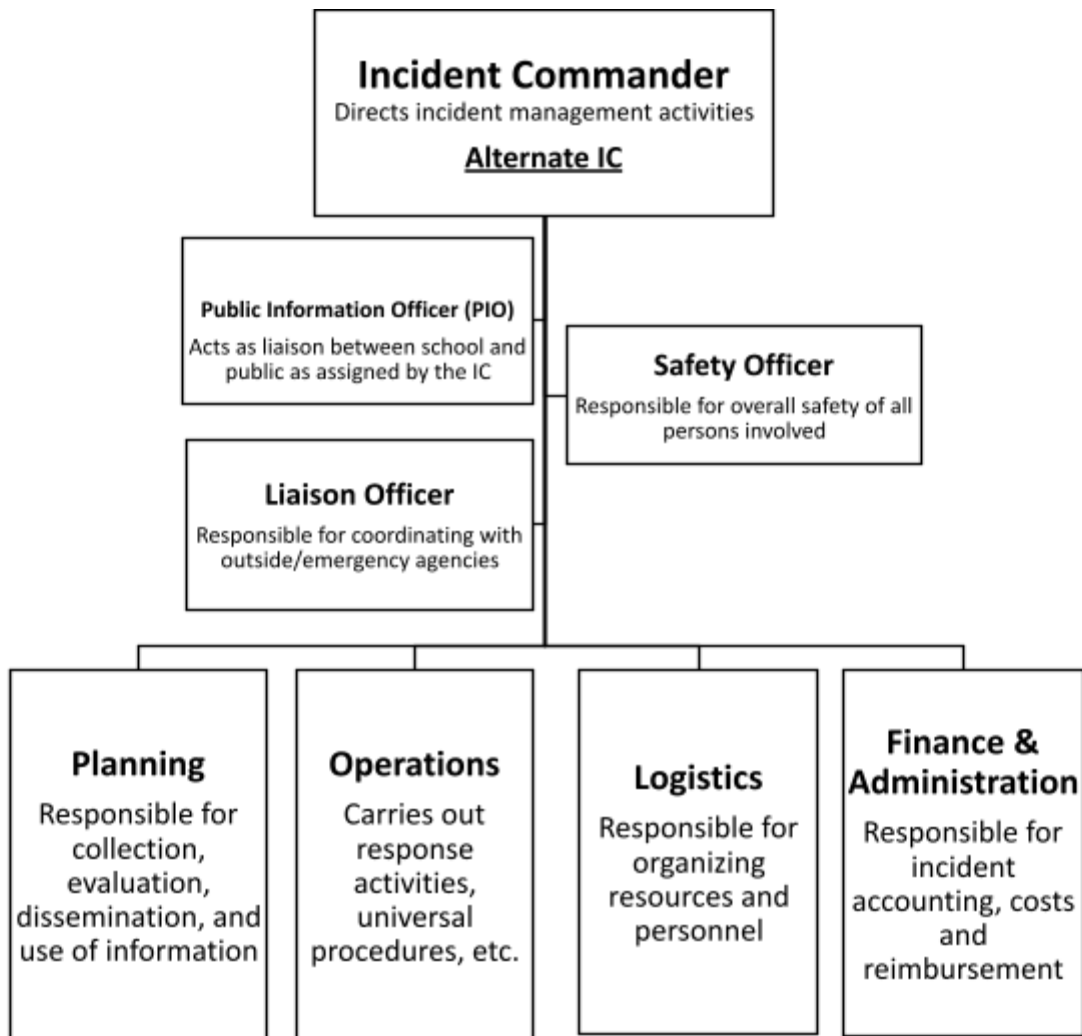 Incident Commander
Directs incident management activities
Alternate IC
Public Information Officer (PIO)
Acts as liaison between school and
public as assigned by the IC
Safety Officer
Responsible for overall safety of all
persons involved
Liaison Officer
Responsible for coordinating with
outside/emergency agencies
Planning
Responsible for
collection,
evaluation,
dissemination, and
use of information
Operations
Carries out
response
activities,
universal
procedures, etc.
Logistics
Responsible for
organizing
resources and
personnel
Finance &
Administration
Responsible for
incident
accounting, costs
and
reimbursement